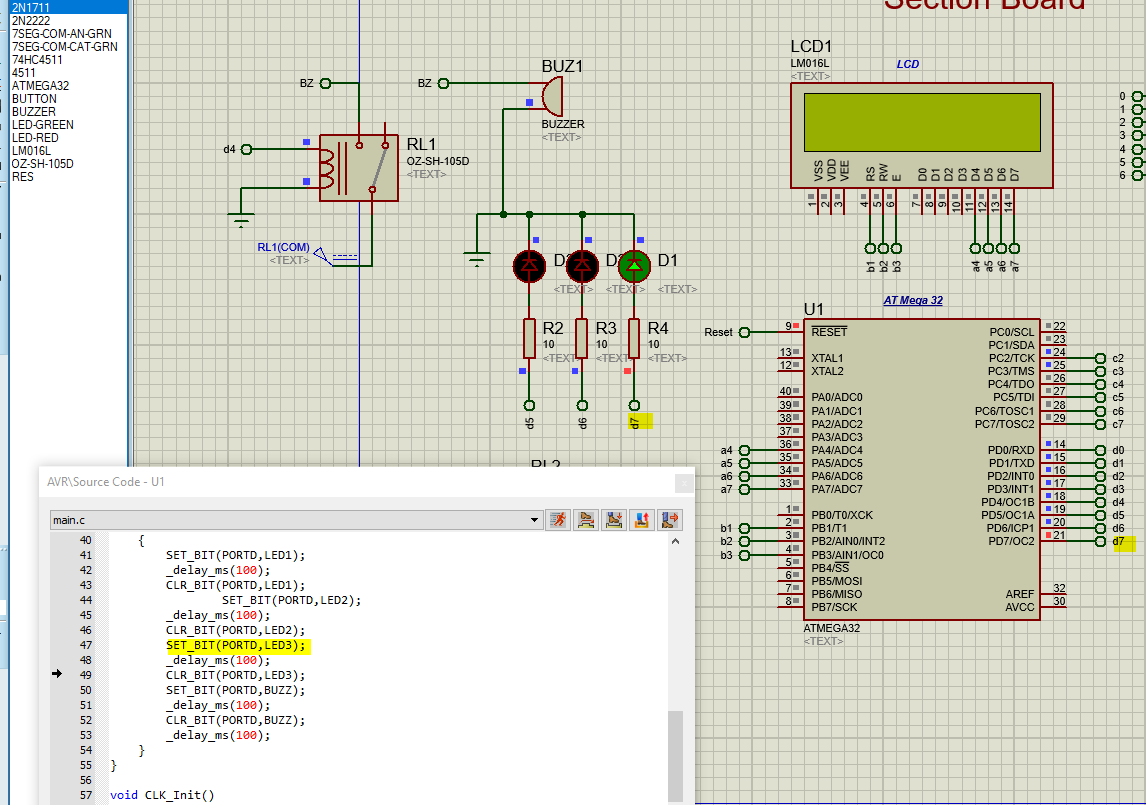 2N1711
2N2222
7SEG-COM-AN-GRN
7SEG-COM-CAT-GRN
74HC4511
4511
ATMEGA32
BUTTON
BUZZER
LED-GREEN
LED-RED
LM016L
OZ-SH-105D
RES
Section Board
BZ
d4
RL1
OZ-SH-105D
<TEXT>
RL1(COM)
<TEXT>
BZ
BUZ1
BUZZER
<TEXT>
D1
<TEXT>
<TEXT>
<TEXT>
R2
10
<TEXT>
R3
10
<TEXT>
R4
10
<TEXT>
d5
d6
d7
RL2
LCD1
LM016L
<TEXT>
LCD
VSS
VDD
VEE
RS
RW
E
D0
D1
D2
D3
D4
D5
D6
D7
1
2
3
4
5
6
7
8
9
10
11
12
13
14
b1
b2
b3
a4
a5
a6
a7
0
1
2
3
4
5
6
AT Mega 32
U1
Reset
9 RESET
13 XTAL1
12 XTAL2
40 PA0/ADC0
39 PA1/ADC1
38 PA2/ADC2
37 PA3/ADC3
a4 36 PA4/ADC4
a5 35 PA5/ADC5
a6 34 PA6/ADC6
a7 33 PA7/ADC7
1 PB0/T0/XCK
b1 2 PB1/T1
b2 3 PB2/AIN0/INT2
b3 4 PB3/AIN1/OC0
5 PB4/SS
6 PB5/MOSI
7 PB6/MISO
8 PB7/SCK
PC0/SCL 22
PC1/SDA 23
PC2/TCK 24 c2
PC3/TMS 25 c3
PC4/TDO 26 c4
PC5/TDI 27 c5
PC6/TOSC1 28 c6
PC7/TOSC2 29 c7
PD0/RXD 14 d0
PD1/TXD 15 d1
PD2/INT0 16 d2
PD3/INT1 17 d3
PD4/OC1B 18 d4
PD5/OC1A 19 d5
PD6/ICP1 20 d6
PD7/OC2 21 d7
AREF 32
AVCC 30
ATMEGA32
<TEXT>
AVR\Source Code - U1
main.c
40 {
41 SET_BIT(PORTD,LED1);
42 _delay_ms(100);
43 CLR_BIT(PORTD,LED1);
44 SET_BIT(PORTD,LED2);
45 _delay_ms(100);
46 CLR_BIT(PORTD,LED2);
47 SET_BIT(PORTD,LED3);
48 _delay_ms(100);
49 CLR_BIT(PORTD,LED3);
50 SET_BIT(PORTD,BUZZ);
51 _delay_ms(100);
52 CLR_BIT(PORTD,BUZZ);
53 _delay_ms(100);
54 }
55 }
56
57 void CLK_Init()